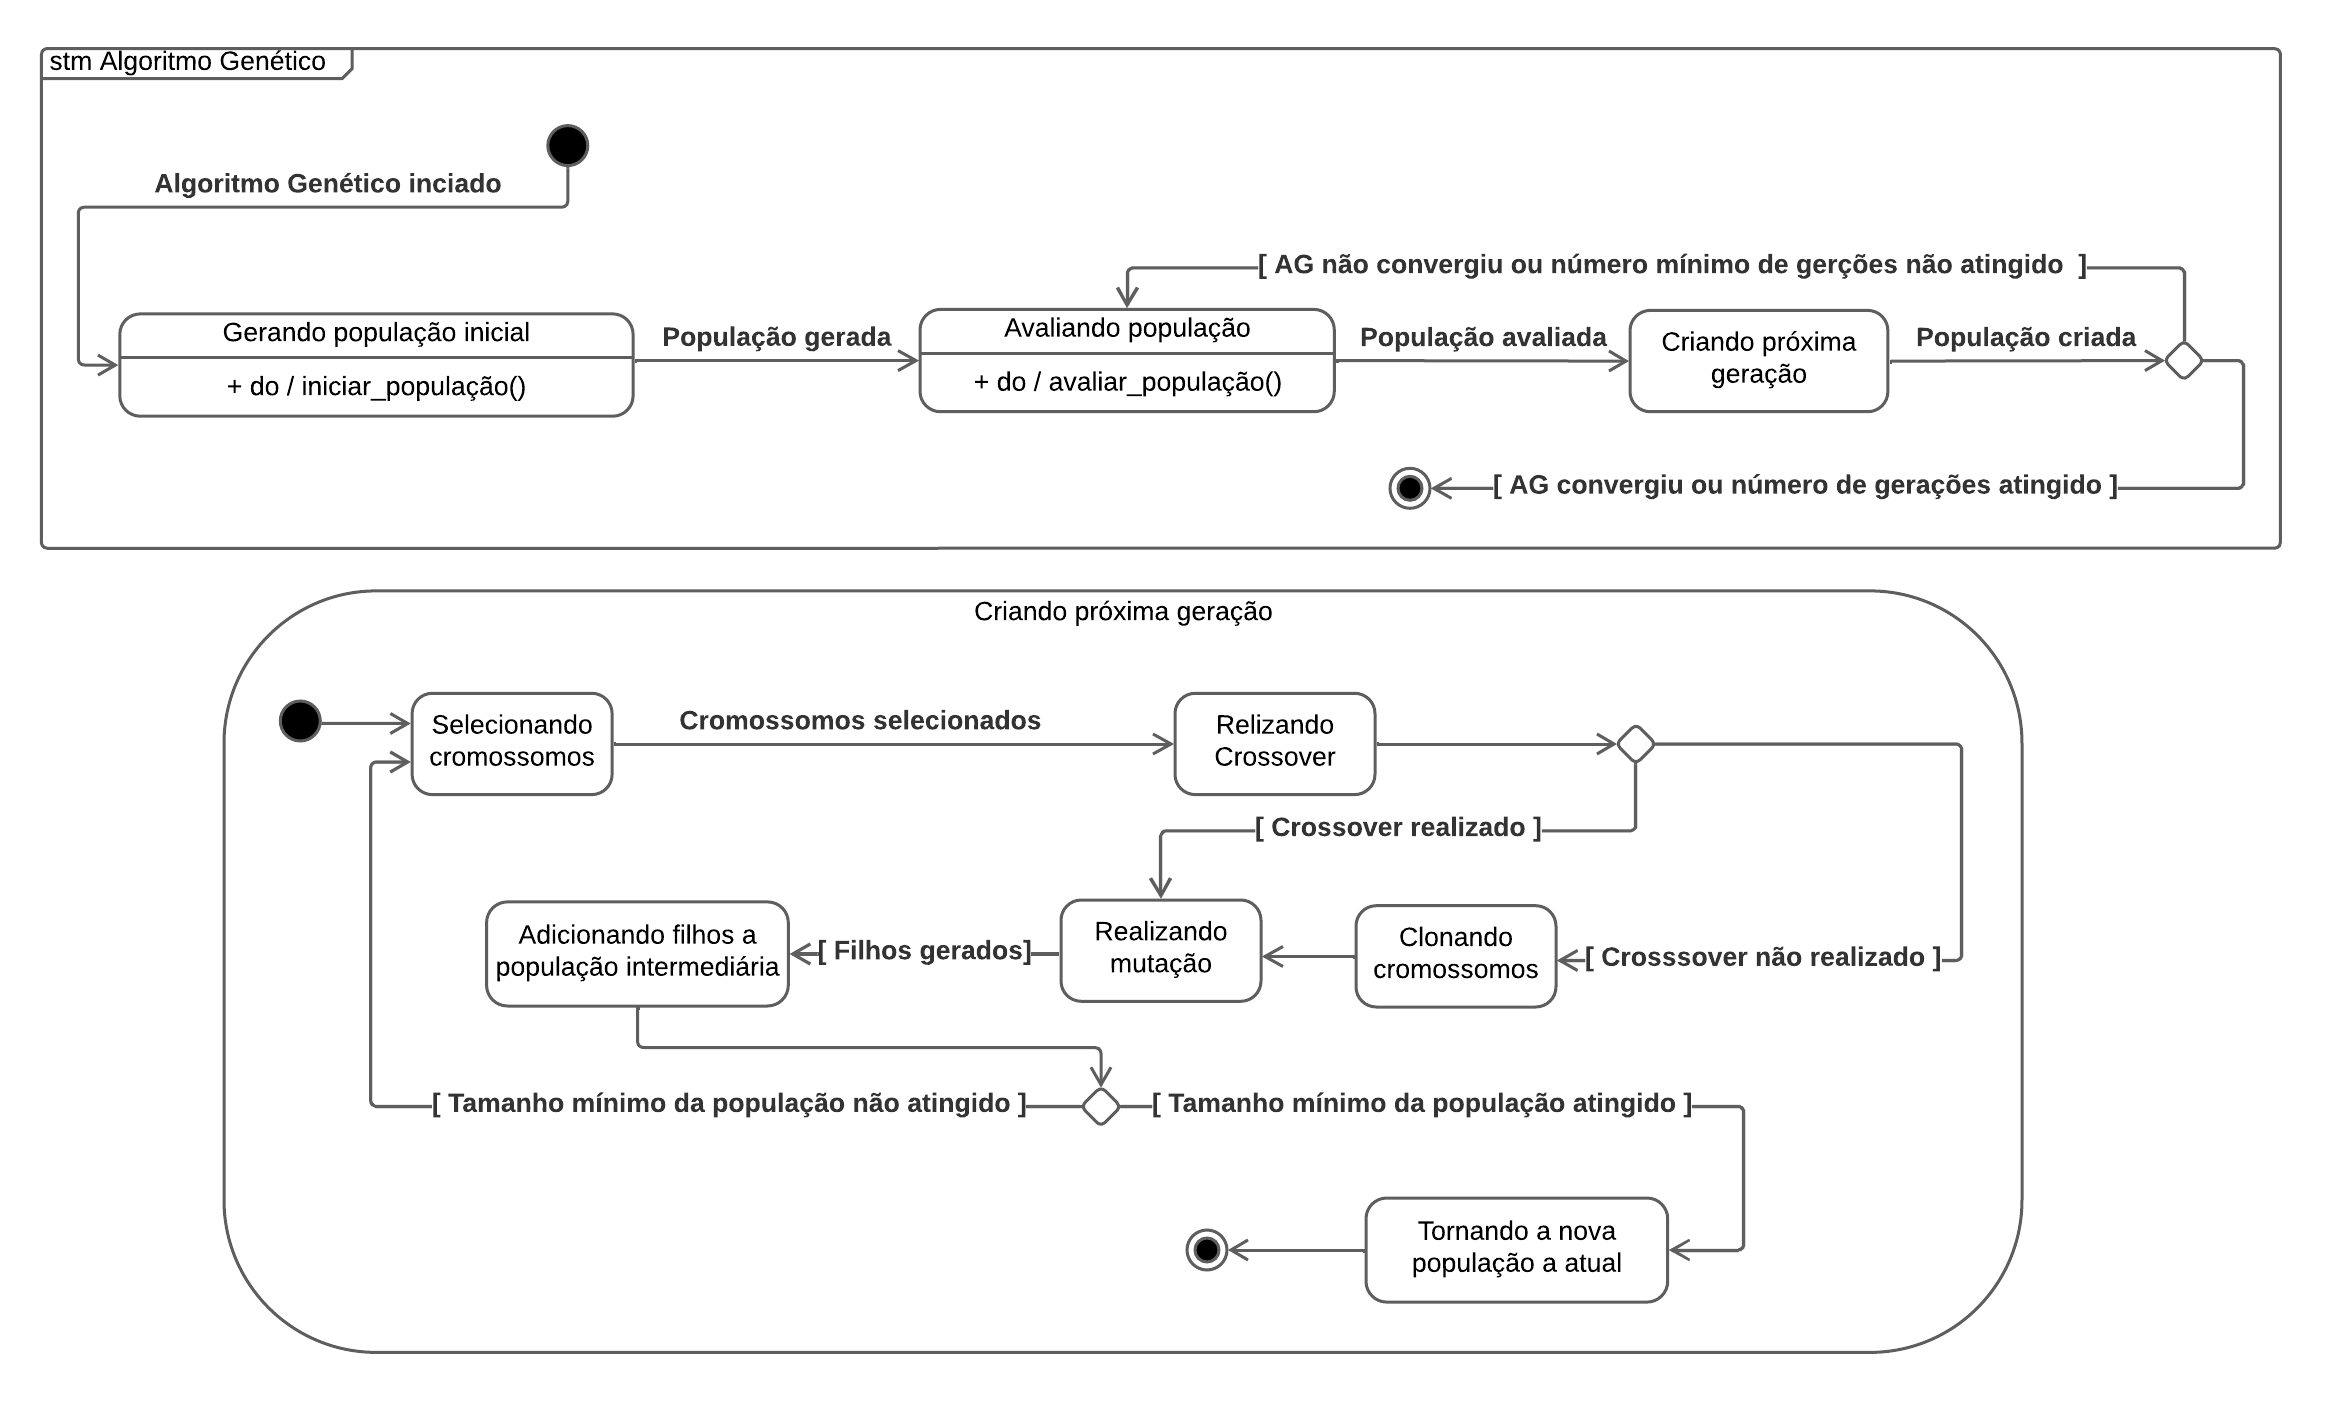 stm Algoritmo Genético
Algoritmo Genético inciado
[ AG não convergiu ou número mínimo de gerções não atingido ]
Gerando população inicial
+ do / iniciar_população()
População gerada
Avaliando população
+ do / avaliar_população()
População avaliada
Criando próxima
geração
População criada
[ AG convergiu ou número de gerações atingido ]
Criando próxima geração
Selecionando
cromossomos
Cromossomos selecionados
Relizando
Crossover
[ Crossover realizado ]
Adicionando filhos a
população intermediária
[ Filhos gerados]
Realizando
mutação
Clonando
cromossomos
[ Crosssover não realizado ]
[ Tamanho mínimo da população não atingido ]
[ Tamanho mínimo da população atingido ]
Tornando a nova
população a atual